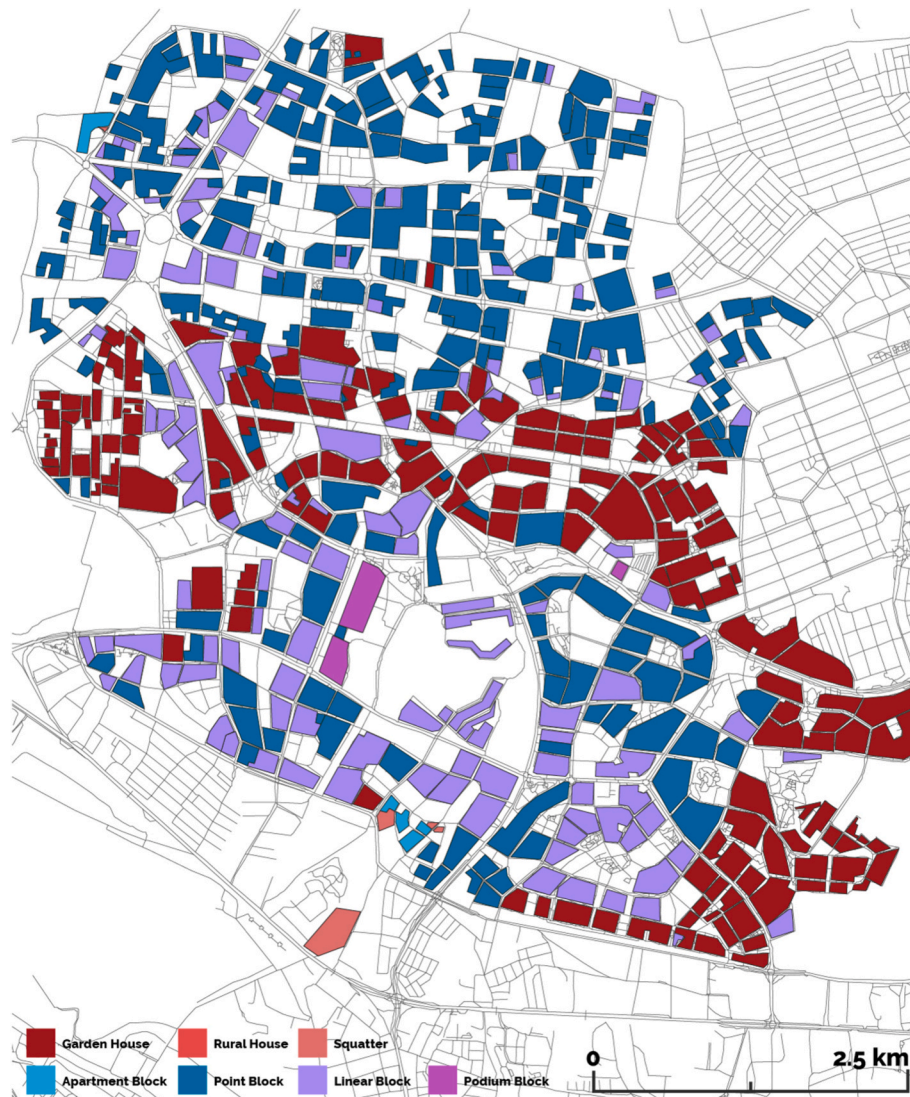 Garden House Rural House Squatter
Apartment Block Point Block Linear Block Podium Block
0 2.5 km